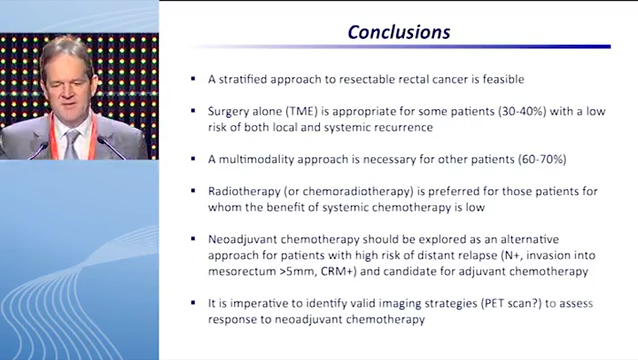 Conclusions
▪ A stratified approach to resectable rectal cancer is feasible
▪ Surgery alone (TME) is appropriate for some patients (30-40%) with a low
risk of both local and systemic recurrence
▪ A multimodality approach is necessary for other patients (60-70%)
▪ Radiotherapy (or chemoradiotherapy) is preferred for those patients for
whom the benefit of systemic chemotherapy is low
▪ Neoadjuvant chemotherapy should be explored as an alternative
approach for patients with high risk of distant relapse (N+, invasion into
mesorectum >5mm, CRM+) and candidate for adjuvant chemotherapy
▪ It is imperative to identify valid imaging strategies (PET scan?) to assess
response to neoadjuvant chemotherapy